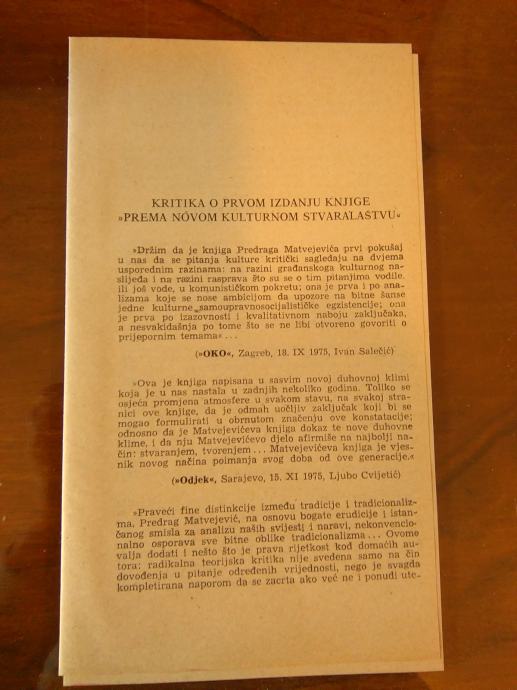 KRITIKA O PRVOM IZDANJU KNJIGE
»PREMA NOVOM KULTURNOM STVARALAŠTVU«
»Držim da je knjiga Predraga Matvejevića prvi pokušaj
u nas da se pitanja kulture kritički sagledaju na dvjema
usporednim razinama: na razini građanskoga kulturnog na-
slijeđa i na razini rasprava što su se o tim pitanjima vodile.
ili još vode, u komunističkom pokretu; ona je prva i po ana-
lizama koje se nose ambicijom da upozore na bitne šanse
jedne kulturne samoupravnosocijalističke egzistencije; ona
je prva po izazovnosti i kvalitativnom naboju zaključaka,
a nesvakidašnja po tome što se ne libi otvoreno govoriti o
prijepornim temama« . . .
(»OKO«, Zagreb, 18. IX 1975, Ivan Salečić)
»Ova je knjiga napisana u sasvim novoj duhovnoj klimi
koja je u nas nastala u zadnjih nekoliko godina. Toliko se
osjeća promjena atmosfere u svakom stavu, na svakoj stra-
nici ove knjige, da je odmah uočljiv zaključak koji bi se
mogao formulirati u obrnutom značenju ove konstatacije;
odnosno da je Matvejevićeva knjiga dokaz te nove duhovne
klime, i da nju Matvejevićevo djelo afirmiše na najbolji na-
čin: stvaranjem, tvorenjem . . . Matvejevićeva knjiga je vjes-
nik novog načina poimanja svog doba od ove generacije.«
(»Odjek«, Sarajevo, 15. XI 1975, Ljubo Cvijetić)
»Praveći fine distinkcije između tradicije i tradicionaliz-
ma, Predrag Matvejević, na osnovu bogate erudicije i istan-
čanog smisla za analizu naših svijesti i naravi, nekonvencio-
nalno osporava sve bitne oblike tradicionalizma . . . Ovome
valja dodati i nešto što je prava rijetkost kod domaćih au-
tora: radikalna teorijska kritika nije svedena samo na čin
dovođenja u pitanje određenih vrijednosti, nego je svagda
kompletirana naporom da se zacrta ako već ne i ponudi ute-